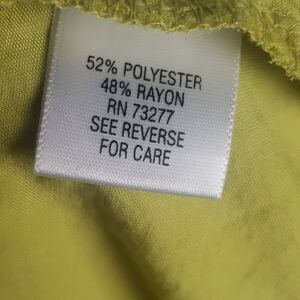 52% POLYESTER
48% RAYON
RN 73277
SEE REVERSE
FOR CARE